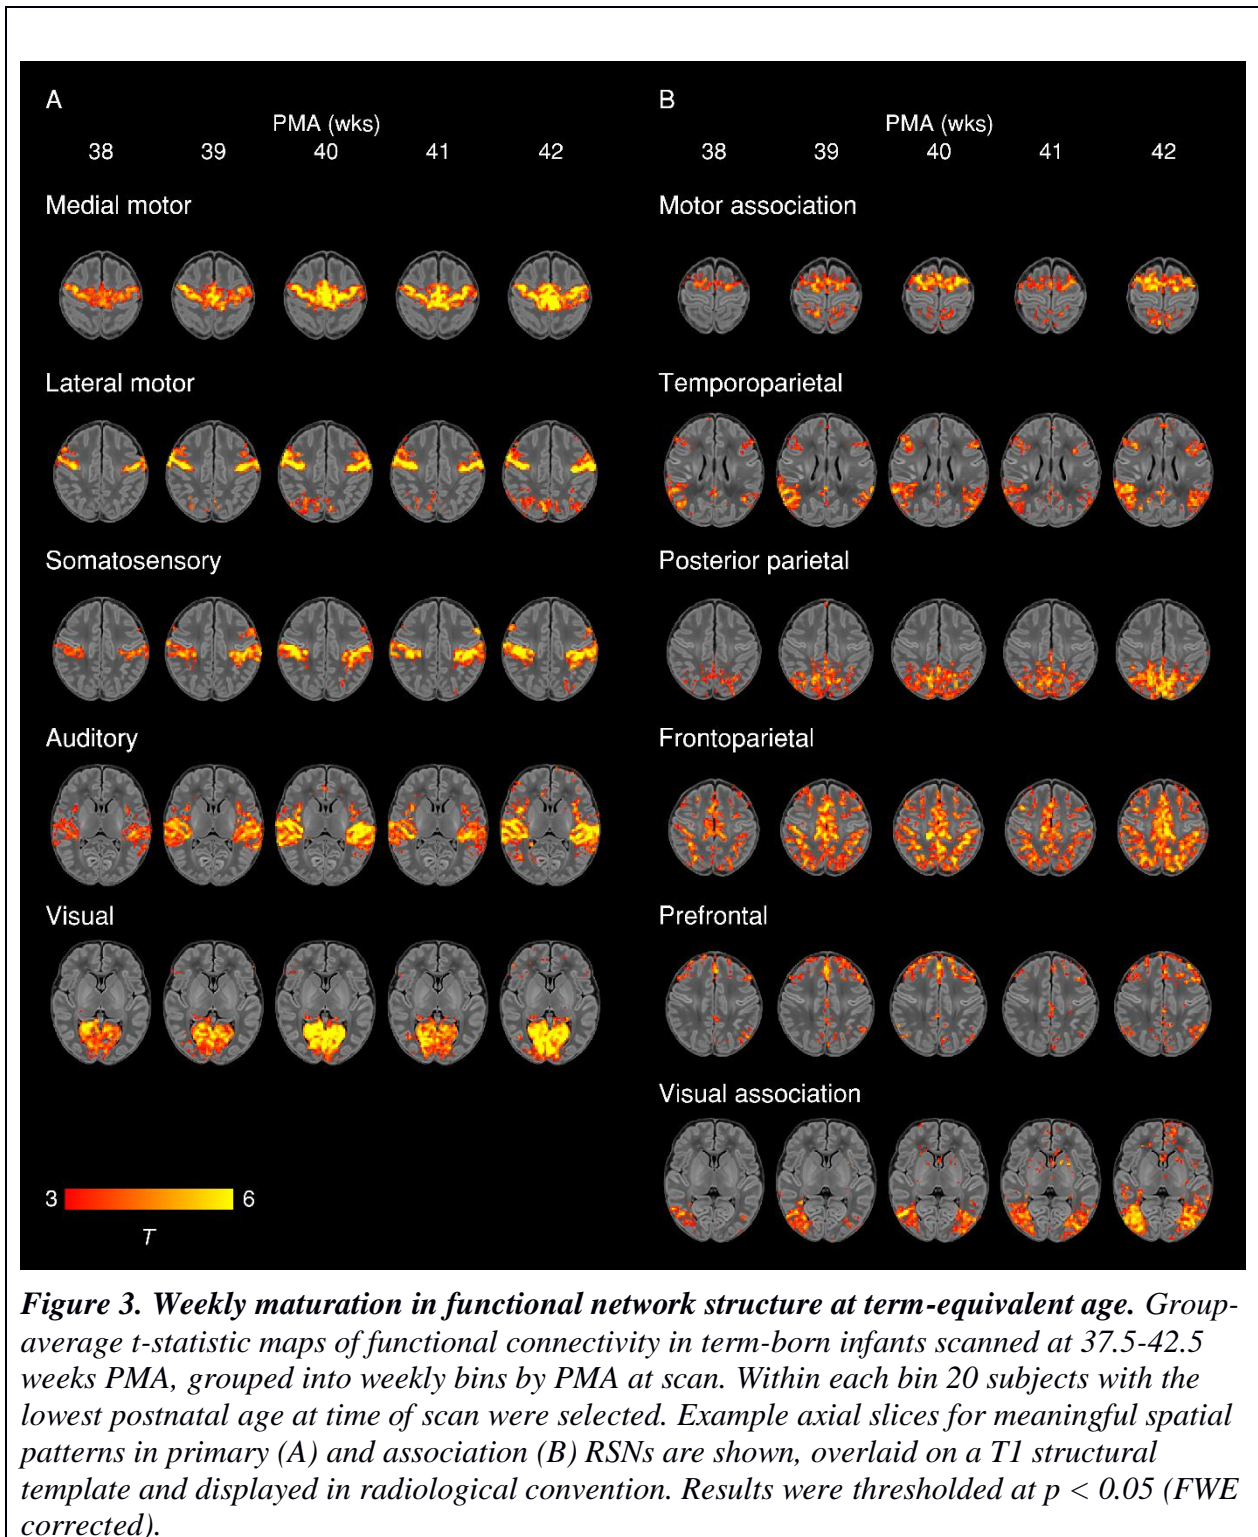 A
PMA (wks)
38 39 40 41 42
Medial motor
Lateral motor
Somatosensory
Auditory
Visual
3 6
T
B
PMA (wks)
38 39 40 41 42
Motor association
Temporoparietal
Posterior parietal
Frontoparietal
Prefrontal
Visual association
Figure 3. Weekly maturation in functional network structure at term-equivalent age. Group-
average t-statistic maps of functional connectivity in term-born infants scanned at 37.5-42.5
weeks PMA, grouped into weekly bins by PMA at scan. Within each bin 20 subjects with the
lowest postnatal age at time of scan were selected. Example axial slices for meaningful spatial
patterns in primary (A) and association (B) RSNs are shown, overlaid on a T1 structural
template and displayed in radiological convention. Results were thresholded at p < 0.05 (FWE
corrected).